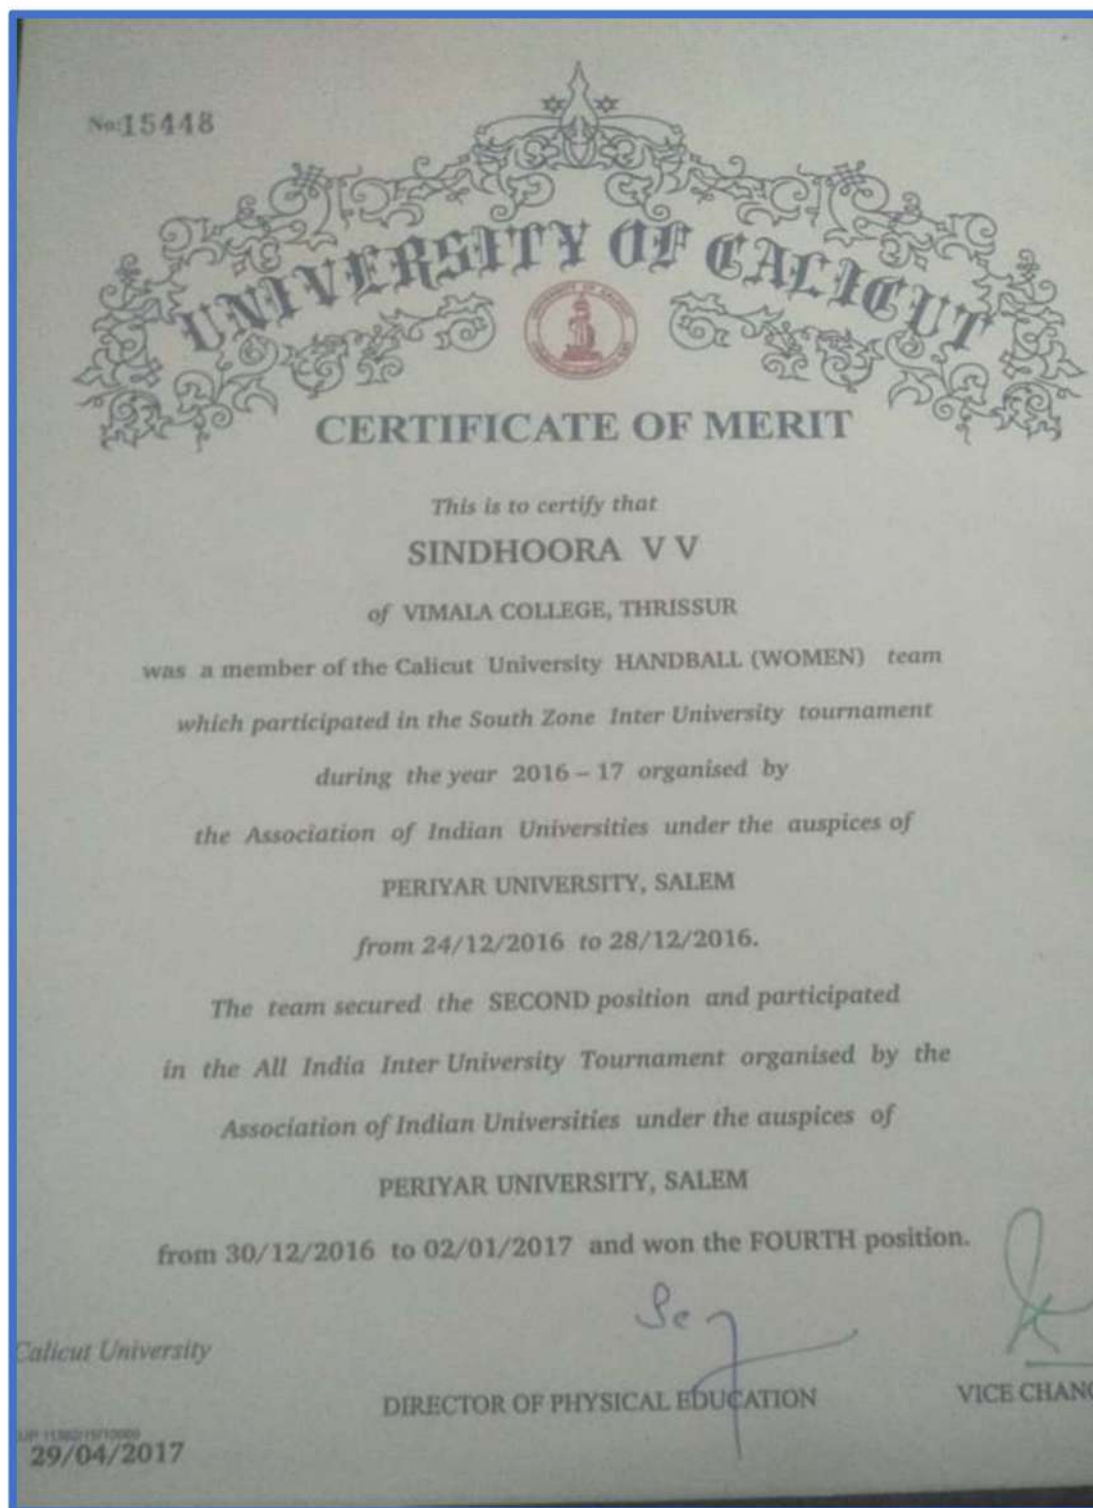 No:15448
UNIVERSITY OF CALICUT
CERTIFICATE OF MERIT
This is to certify that
SINDHOORA V V
of VIMALA COLLEGE, THRISSUR
was a member of the Calicut University HANDBALL (WOMEN) team
which participated in the South Zone Inter University tournament
during the year 2016 – 17 organised by
the Association of Indian Universities under the auspices of
PERIYAR UNIVERSITY, SALEM
from 24/12/2016 to 28/12/2016.
The team secured the SECOND position and participated
in the All India Inter University Tournament organised by the
Association of Indian Universities under the auspices of
PERIYAR UNIVERSITY, SALEM
from 30/12/2016 to 02/01/2017 and won the FOURTH position.
Calicut University
DIRECTOR OF PHYSICAL EDUCATION
VICE CHANC
29/04/2017